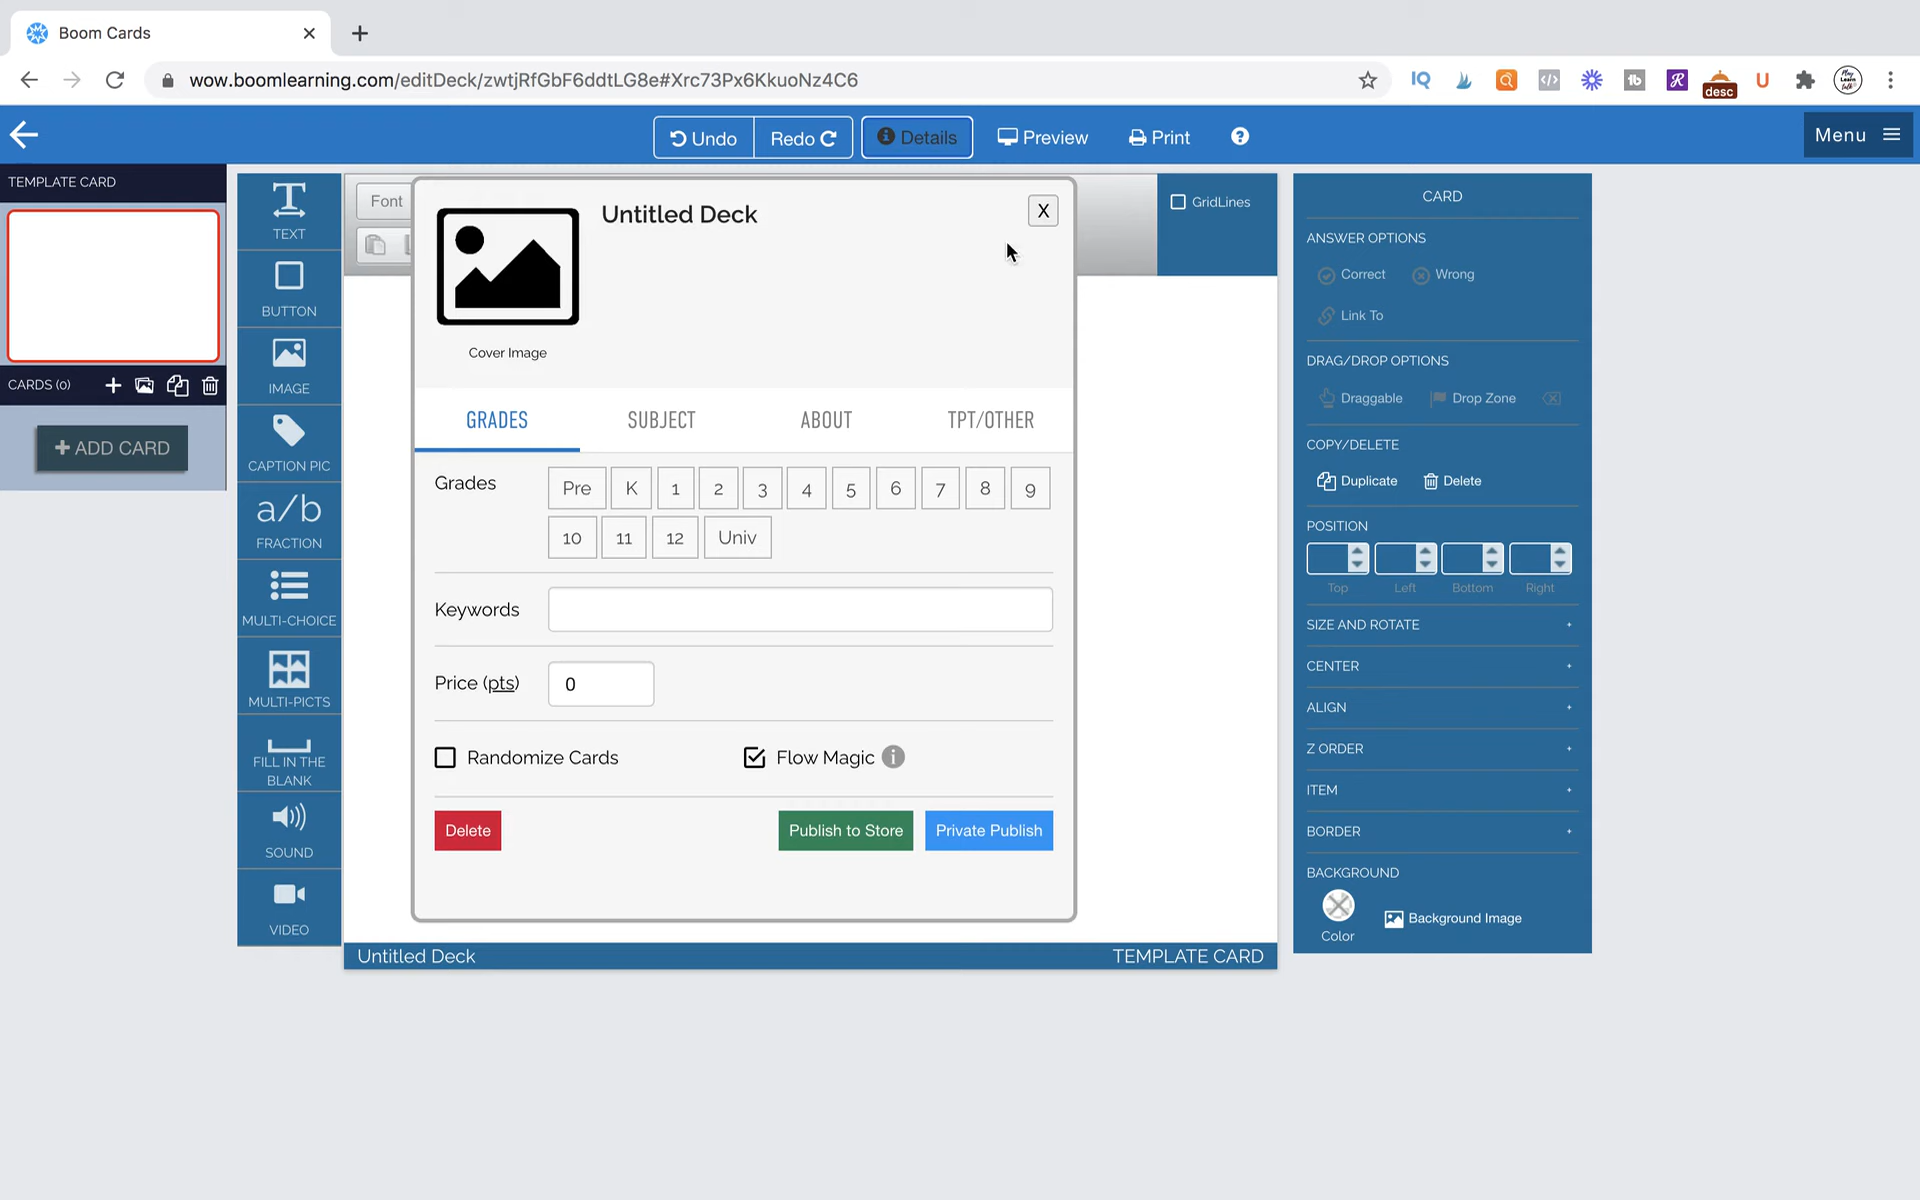 Boom Cards
wow.boomlearning.com/editDeck/zwtjRfGbF6ddtLG8e#Xrc73Px6KkuoNz4C6
IQ
tb
R
desc
U
Undo
Redo
Details
Preview
Print
Menu
TEMPLATE CARD
CARDS (0)
+ ADD CARD
TEXT
BUTTON
IMAGE
CAPTION PIC
a/b
FRACTION
MULTI-CHOICE
MULTI-PICTS
FILL IN THE
BLANK
SOUND
VIDEO
Font
GridLines
Untitled Deck
X
Cover Image
GRADES
SUBJECT
ABOUT
TPT/OTHER
Grades
Pre K 1 2 3 4 5 6 7 8 9
10 11 12 Univ
Keywords
Price (pts)
0
Randomize Cards
Flow Magic
Delete
Publish to Store
Private Publish
Untitled Deck
TEMPLATE CARD
CARD
ANSWER OPTIONS
Correct
Wrong
Link To
DRAG/DROP OPTIONS
Draggable
Drop Zone
COPY/DELETE
Duplicate
Delete
POSITION
Top
Left
Bottom
Right
SIZE AND ROTATE +
CENTER +
ALIGN +
Z ORDER +
ITEM +
BORDER +
BACKGROUND
Color
Background Image